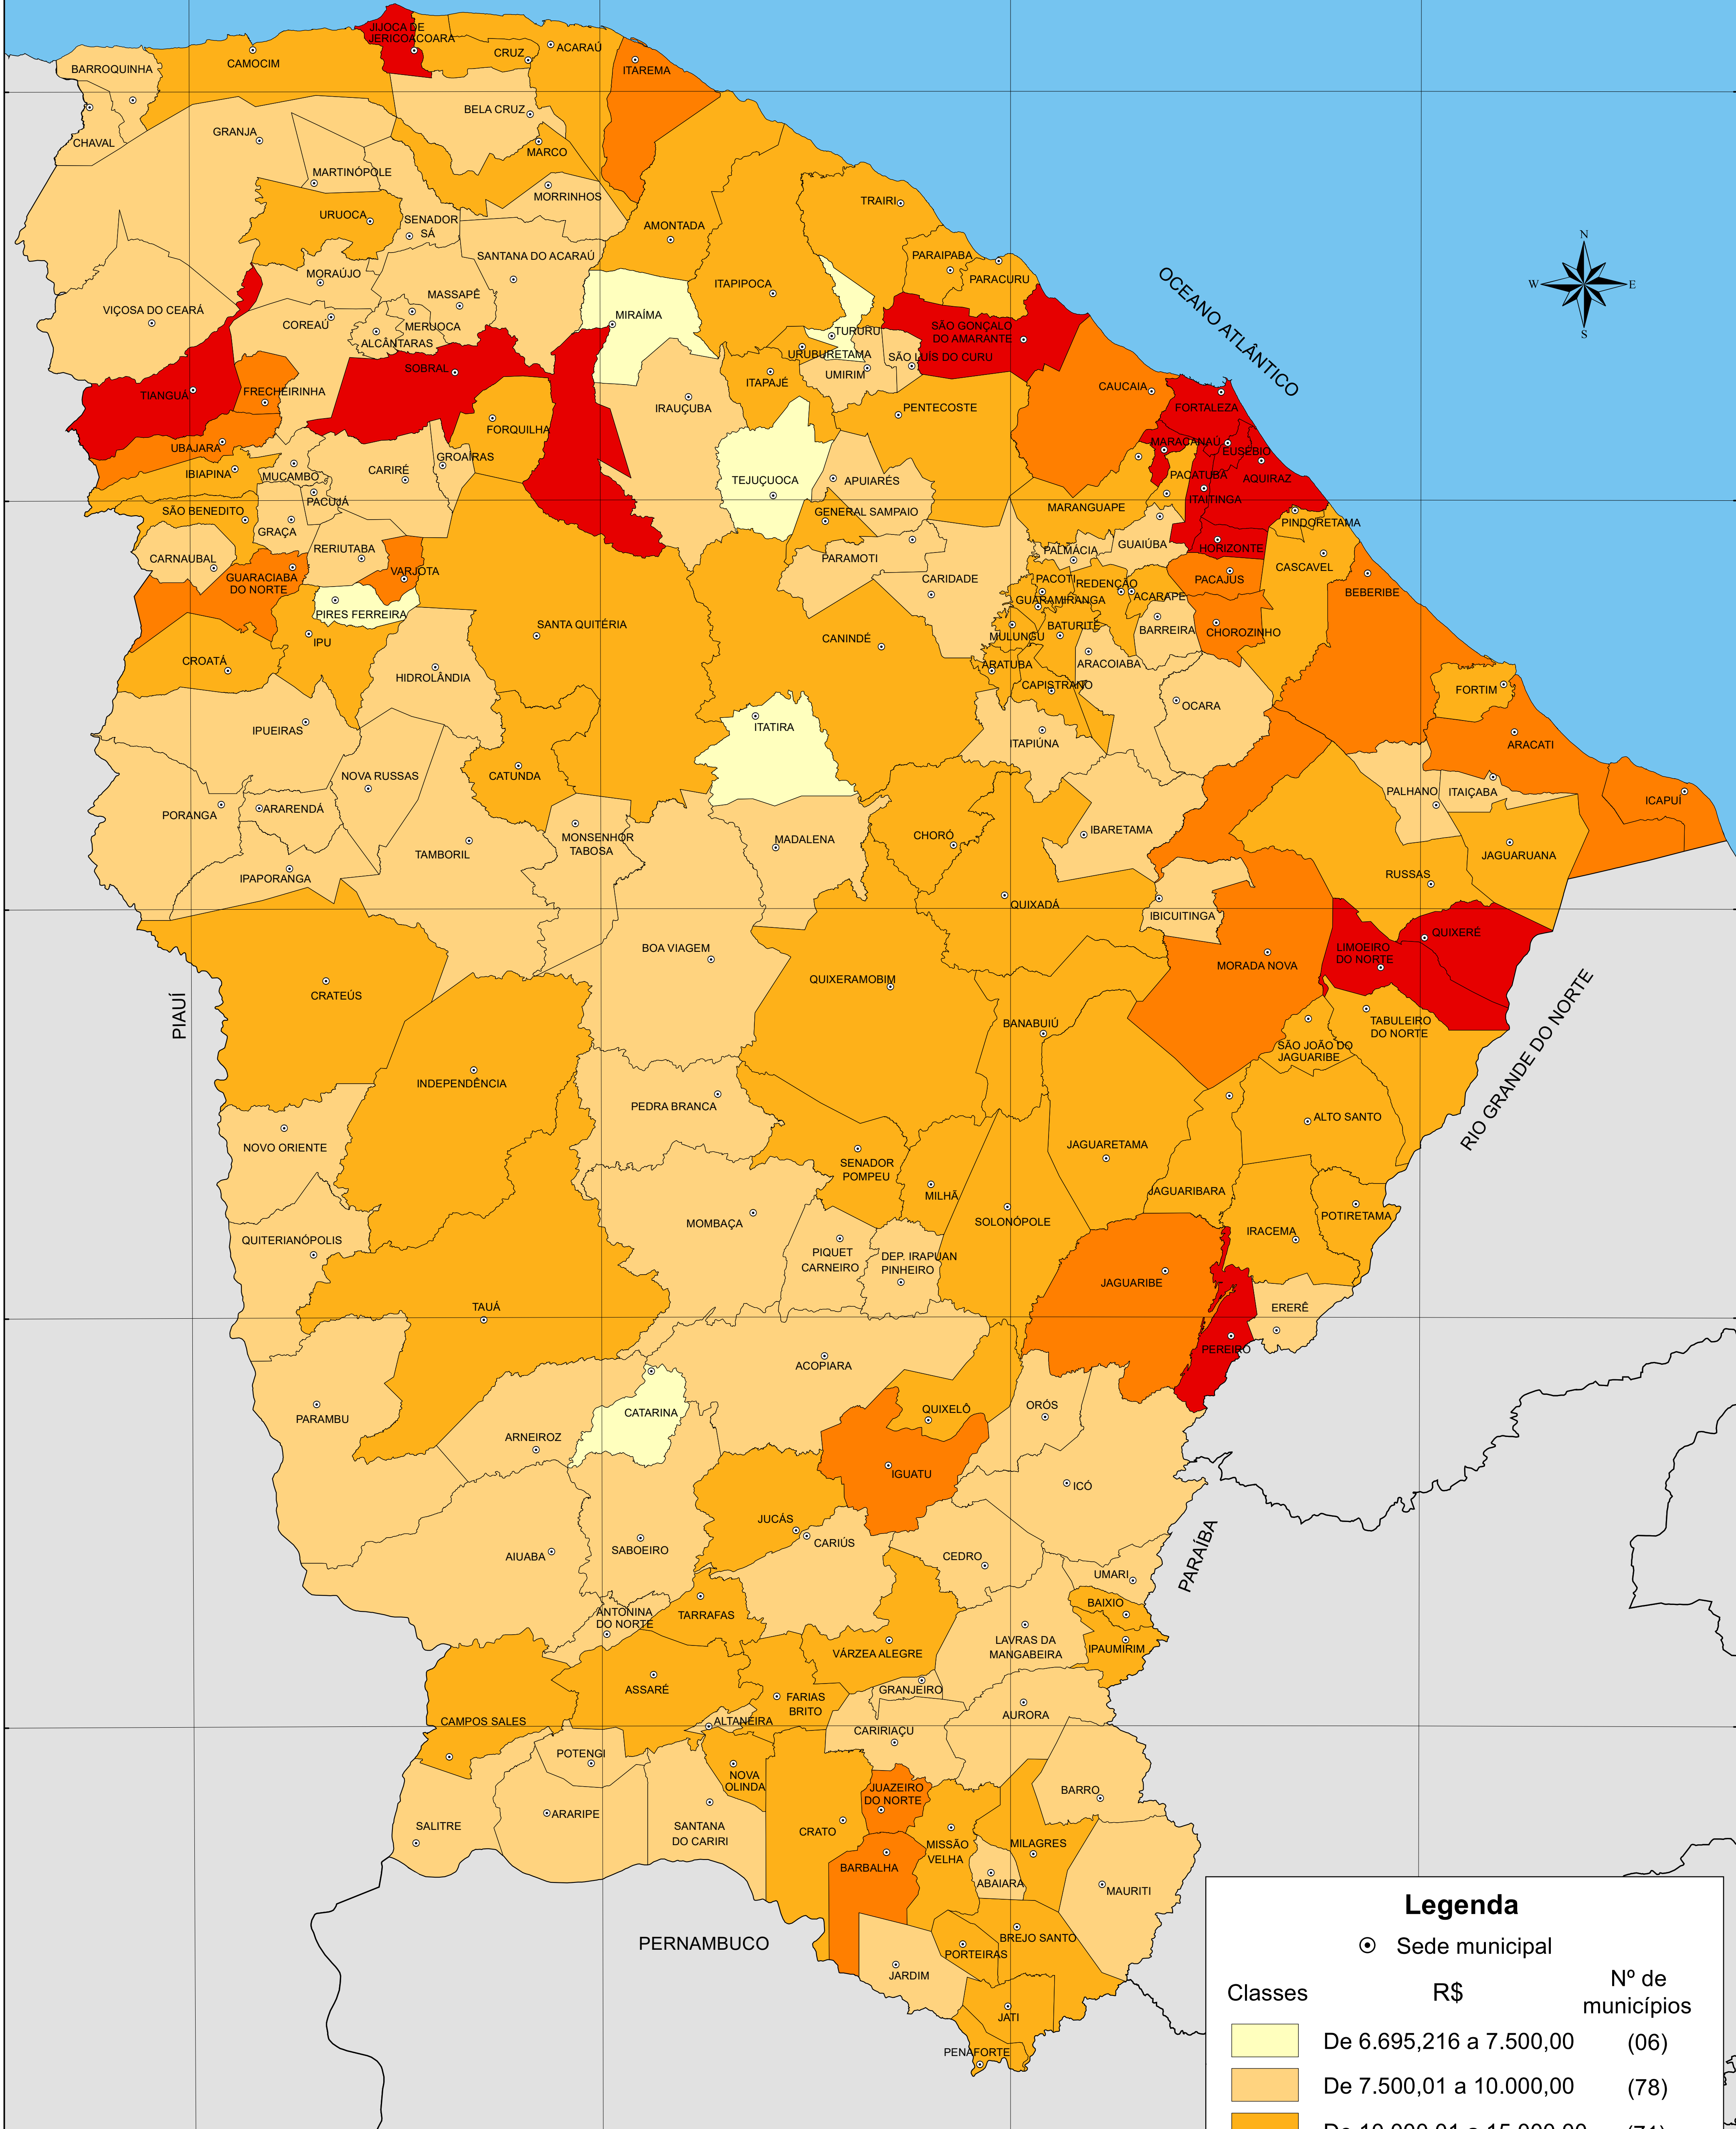 JIJOCA DE
JERICOACOARA
CRUZ
ACARAÚ
ITAREMA
CAMOCIM
BARROQUINHA
BELA CRUZ
CHAVAL
GRANJA
MARCO
MARTINÓPOLE
MORRINHOS
TRAIRI
URUOCA
SENADOR
SÁ
AMONTADA
N
W
E
S
SANTANA DO ACARAÚ
PARAIPABA
PARACURU
OCEANO ATLÂNTICO
MORAÚJO
ITAPIPOCA
MASSAPÊ
VIÇOSA DO CEARÁ
MIRAÍMA
COREAÚ
MERUOCA
TURURU
SÃO GONÇALO
DO AMARANTE
ALCÂNTARAS
URUBURETAMA
SÃO LUÍS DO CURU
SOBRAL
UMIRIM
ITAPAJÉ
CAUCAIA
TIANGUÁ
FRECHEIRINHA
IRAUÇUBA
PENTECOSTE
FORTALEZA
FORQUILHA
UBAJARA
MARACANAÚ
EUSÉBIO
GROAÍRAS
IBIAPINA
MUCAMBO
CARIRÉ
TEJUÇUOCA
APUIARÉS
PACATUBA
AQUIRAZ
PACUJÁ
ITAITINGA
SÃO BENEDITO
GENERAL SAMPAIO
MARANGUAPE
PINDORETAMA
GRAÇA
RERIUTABA
PALMÁCIA
GUAIÚBA
HORIZONTE
CARNAUBAL
PARAMOTI
CASCAVEL
VARJOTA
GUARACIABA
DO NORTE
CARIDADE
PACOTI
REDENÇÃO
PACAJUS
BEBERIBE
GUARAMIRANGA
ACARAPE
PIRES FERREIRA
SANTA QUITÉRIA
BATURITÉ
BARREIRA
CHOROZINHO
IPU
CANINDÉ
MULUNGU
CROATÁ
ARATUBA
ARACOIABA
HIDROLÂNDIA
CAPISTRANO
FORTIM
OCARA
IPUEIRAS
ITATIRA
ITAPIÚNA
ARACATI
NOVA RUSSAS
CATUNDA
PALHANO
ITAIÇABA
ICAPUÍ
PORANGA
ARARENDÁ
MONSENHOR
TABOSA
MADALENA
CHORÓ
IBARETAMA
TAMBORIL
JAGUARUANA
IPAPORANGA
RUSSAS
QUIXADÁ
IBICUITINGA
QUIXERÉ
BOA VIAGEM
LIMOEIRO
DO NORTE
MORADA NOVA
QUIXERAMOBIM
CRATEÚS
PIAUÍ
BANABUIÚ
TABULEIRO
DO NORTE
SÃO JOÃO DO
JAGUARIBE
RIO GRANDE DO NORTE
INDEPENDÊNCIA
PEDRA BRANCA
ALTO SANTO
NOVO ORIENTE
JAGUARETAMA
SENADOR
POMPEU
MILHÃ
JAGUARIBARA
POTIRETAMA
MOMBAÇA
SOLONÓPOLE
IRACEMA
QUITERIANÓPOLIS
PIQUET
CARNEIRO
DEP. IRAPUAN
PINHEIRO
JAGUARIBE
TAUÁ
ERERÊ
PEREIRO
ACOPIARA
PARAMBU
CATARINA
QUIXELÔ
ORÓS
ARNEIROZ
IGUATU
ICÓ
JUCÁS
CARIÚS
PARAÍBA
SABOEIRO
AIUABA
CEDRO
UMARI
BAIXIO
ANTONINA
DO NORTE
TARRAFAS
LAVRAS DA
MANGABEIRA
IPAUMIRIM
VÁRZEA ALEGRE
ASSARÉ
GRANJEIRO
FARIAS
BRITO
AURORA
CAMPOS SALES
ALTANEIRA
CARIRIAÇU
POTENGI
NOVA
OLINDA
JUAZEIRO
DO NORTE
BARRO
ARARIPE
SALITRE
SANTANA
DO CARIRI
CRATO
MISSÃO
VELHA
MILAGRES
BARBALHA
ABAIARA
MAURITI
BREJO SANTO
PERNAMBUCO
PORTEIRAS
JARDIM
JATI
PENAFORTE
Legenda
Sede municipal
Classes R$ Nº de
municípios
De 6.695,216 a 7.500,00 (06)
De 7.500,01 a 10.000,00 (78)
De 10.000,01 a 15.000,00 (71)